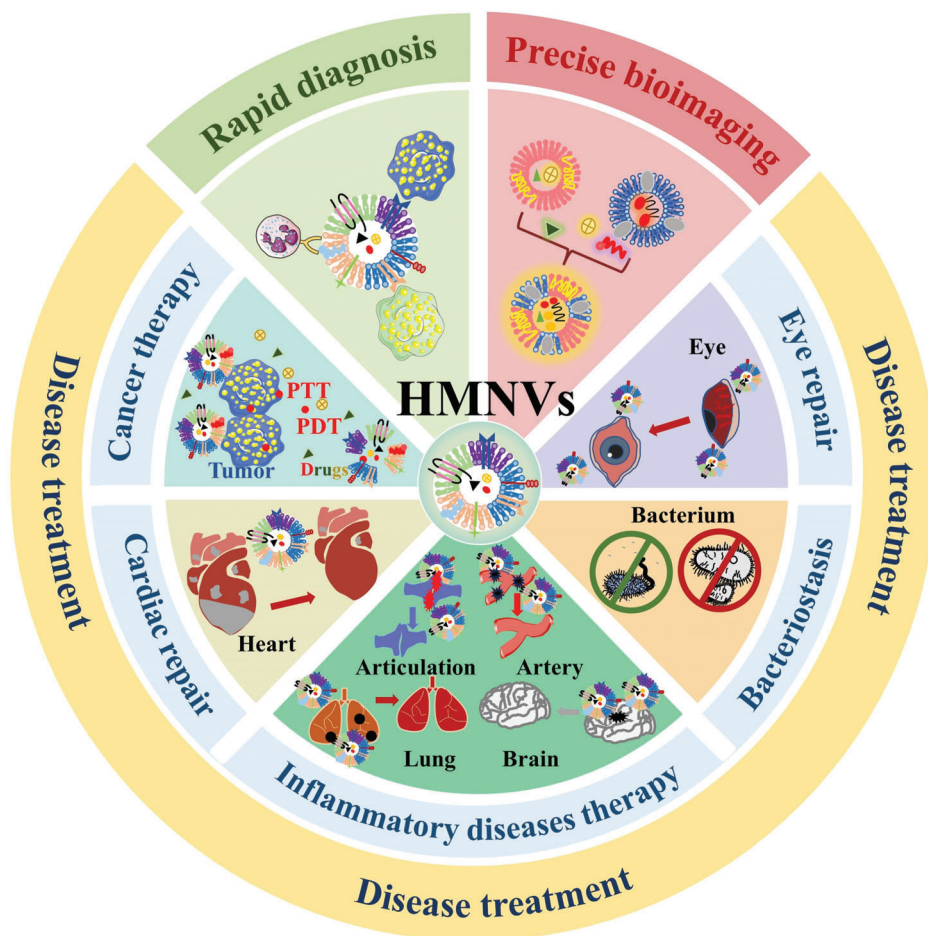 Rapid diagnosis
Precise bioimaging
Disease treatment
Cancer therapy
PTT
PDT
Drugs
Tumor
HMNVs
Eye
Eye repair
Disease treatment
Cardiac repair
Heart
Articulation
Artery
Lung
Brain
Bacterium
Bacteriostasis
Inflammatory diseases therapy
Disease treatment